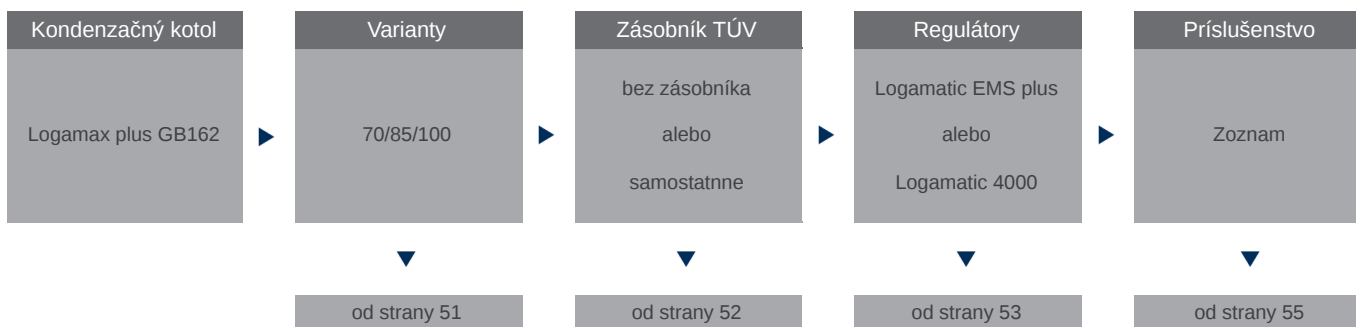 Kondenzačný kotol
Logamax plus GB162
Varianty
70/85/100
od strany 51
Zásobník TÚV
bez zásobníka
alebo
samostatnne
od strany 52
Regulátory
Logamatic EMS plus
alebo
Logamatic 4000
od strany 53
Príslušenstvo
Zoznam
od strany 55